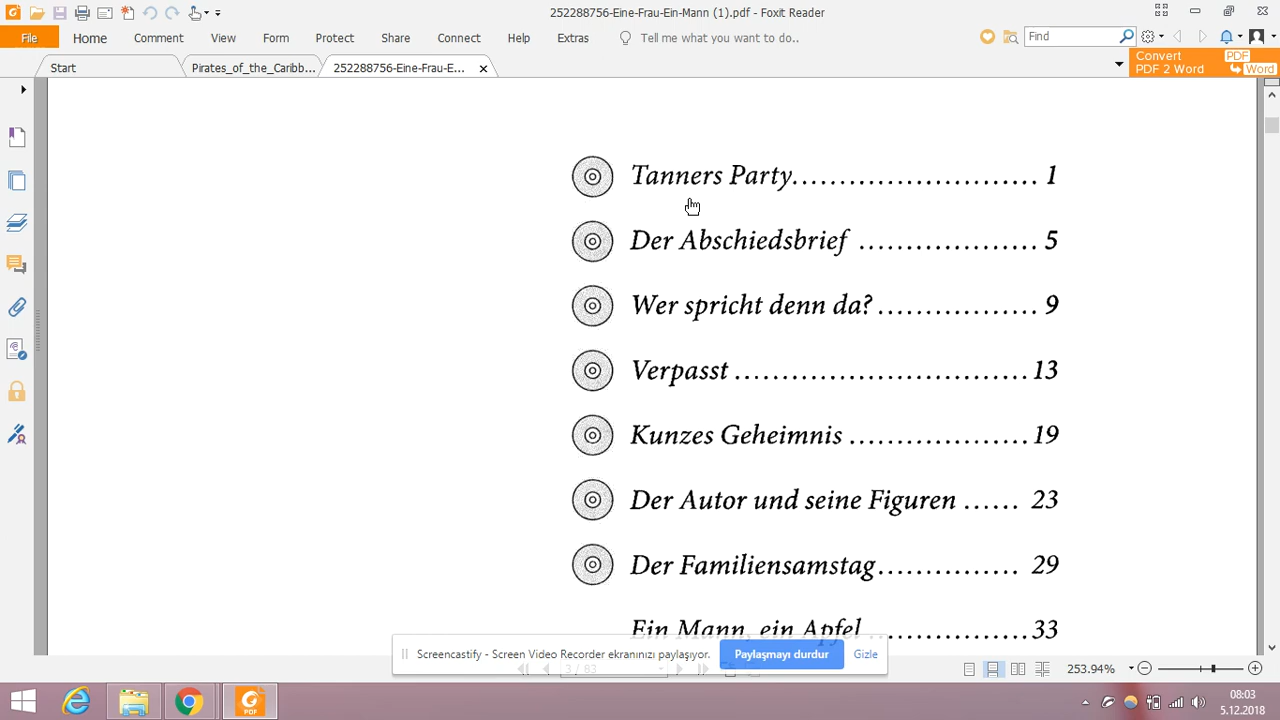 252288756-Eine-Frau-Ein-Mann (1).pdf - Foxit Reader
File Home Comment View Form Protect Share Connect Help Extras Tell me what you want to do.. Find
Start Pirates_of_the_Caribb... 252288756-Eine-Frau-E...
Convert PDF
PDF 2 Word Word
Tanners Party.......................... 1
Der Abschiedsbrief ................... 5
Wer spricht denn da?................. 9
Verpasst ...............................13
Kunzes Geheimnis ...................19
Der Autor und seine Figuren ...... 23
Der Familiensamstag............... 29
Ein Mann, ein Apfel .................33
Screencastify - Screen Video Recorder ekranınızı paylaşıyor. Paylaşmayı durdur Gizle
3 / 83 253.94%
PDF
08:03
5.12.2018